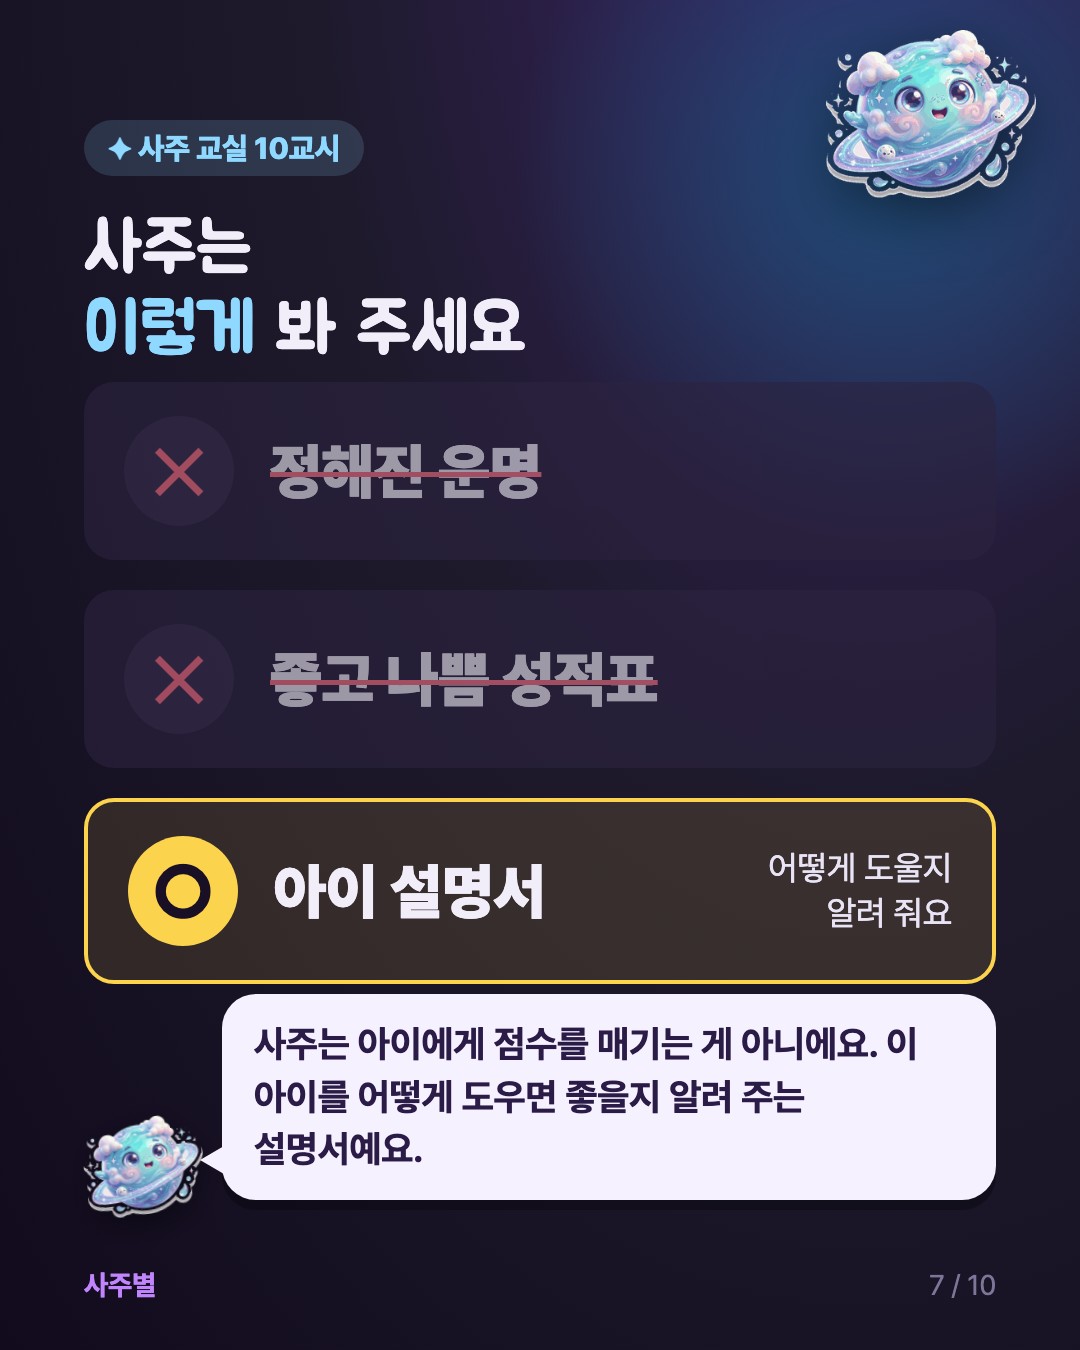 ✦ 사주 교실 10교시
사주는
이렇게 봐 주세요
정해진 운명
좋고 나쁨 성적표
아이 설명서
어떻게 도울지
알려 줘요
사주는 아이에게 점수를 매기는 게 아니에요. 이
아이를 어떻게 도우면 좋을지 알려 주는
설명서예요.
사주별
7 / 10